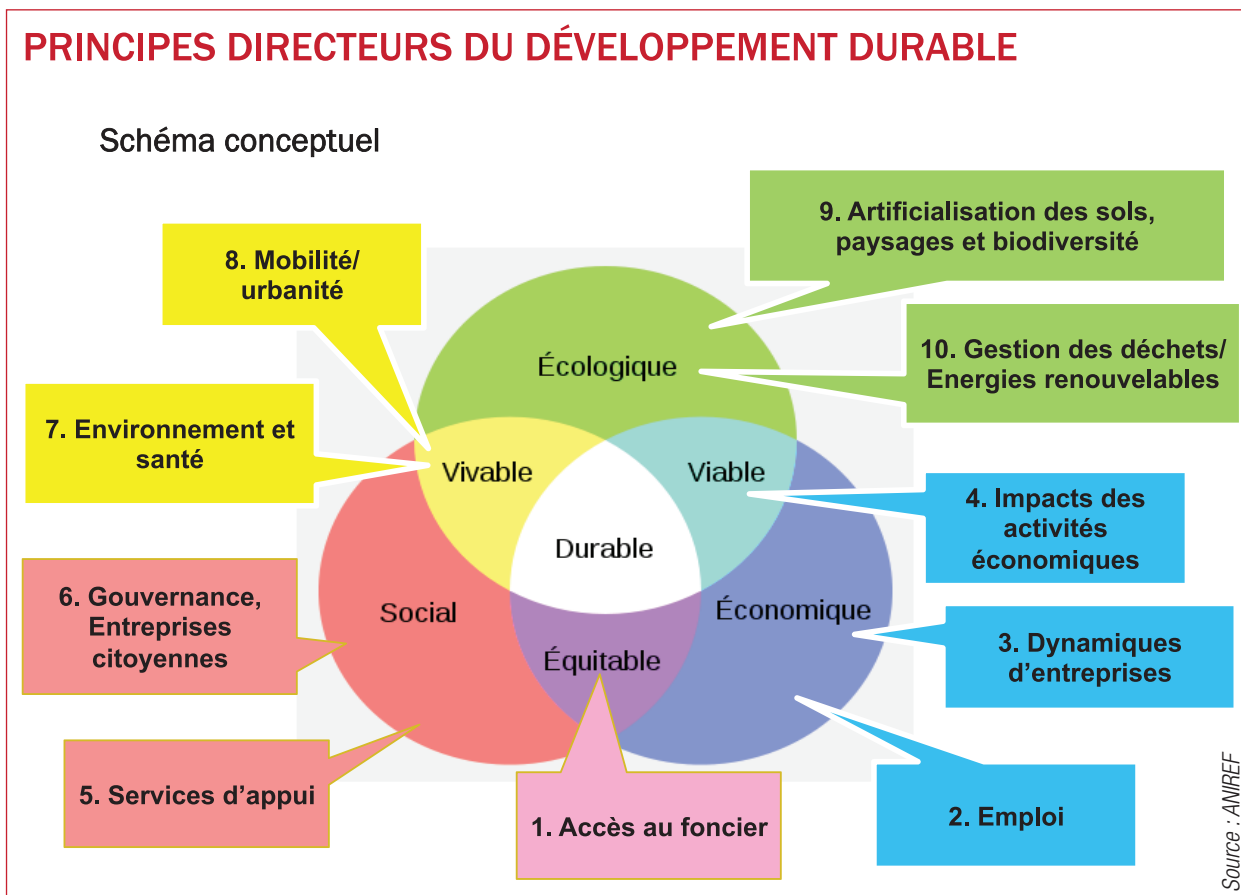 PRINCIPES DIRECTEURS DU DÉVELOPPEMENT DURABLE
Schéma conceptuel
9. Artificialisation des sols,
paysages et biodiversité
8. Mobilité/
urbanité
10. Gestion des déchets/
Energies renouvelables
Écologique
7. Environnement et
santé
Vivable
Viable
4. Impacts des
activités
économiques
Durable
6. Gouvernance,
Entreprises
citoyennes
Social
Économique
3. Dynamiques
d’entreprises
Équitable
5. Services d’appui
1. Accès au foncier
2. Emploi
Source : ANIREF